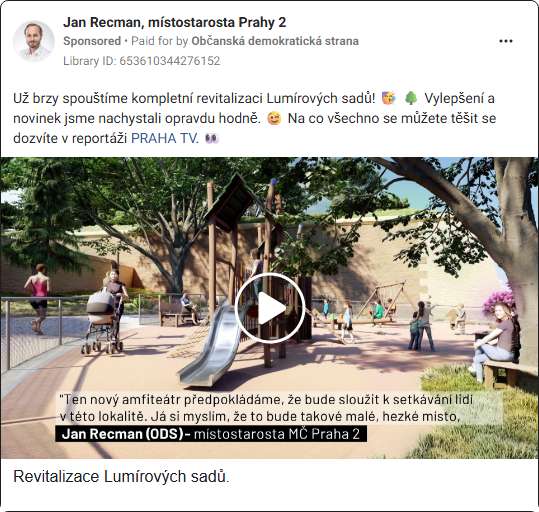 Jan Recman, místostarosta Prahy 2
Sponsored • Paid for by Občanská demokratická strana
Library ID: 653610344276152
Už brzy spouštíme kompletní revitalizaci Lumírových sadů! 🥳 🌳 Vylepšení a
novinek jsme nachystali opravdu hodně. 😉 Na co všechno se můžete těšit se
dozvíte v reportáži PRAHA TV. 👀
"Ten nový amfiteátr předpokládáme, že bude sloužit k setkávání lidí
v této lokalitě. Já si myslím, že to bude takové malé, hezké místo,
Jan Recman (ODS) - místostarosta MČ Praha 2
Revitalizace Lumírových sadů.